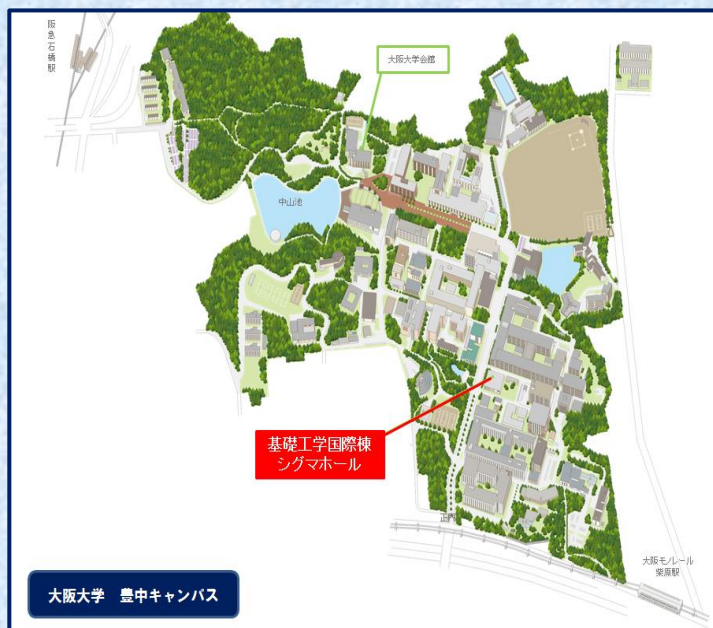 阪急石橋駅
大阪大学会館
中山池
基礎工学国際棟
シグマホール
正門
大阪モノレール
柴原駅
大阪大学 豊中キャンパス